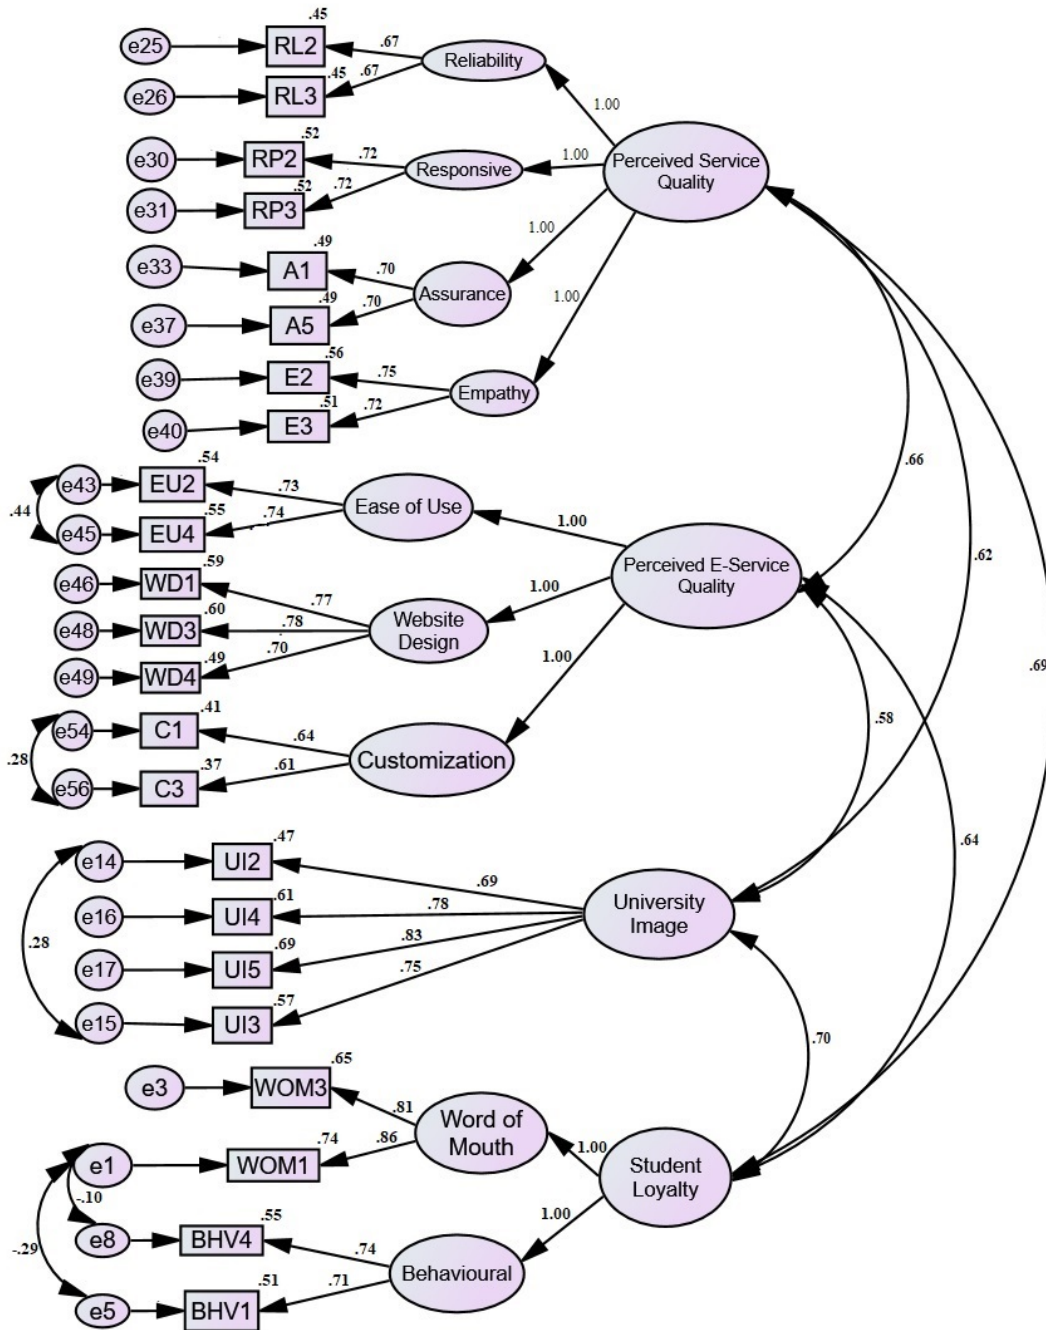 .45
e25 RL2 .67 Reliability
.45
e26 RL3 .67
1.00
.52
e30 RP2 .72 Responsive 1.00 Perceived Service
Quality
.52
e31 RP3 .72
1.00
.49
e33 A1 .70
Assurance
1.00
.49
e37 A5 .70
.56
e39 E2 .75
Empathy
.51
e40 E3 .72
.66
.54
e43 EU2 .73
Ease of Use
.44
.55
e45 EU4 .74
1.00
.59
e46 WD1 .77
Perceived E-Service
Quality
.62
.60
e48 WD3 .78
Website
Design
1.00
.49
e49 WD4 .70
1.00
.69
.41
e54 C1 .64
.58
.28
Customization
.37
e56 C3 .61
.47
e14 UI2 .69
.64
.61
e16 UI4 .78
University
Image
.28
.69
e17 UI5 .83
.57
e15 UI3 .75
.70
.65
e3 WOM3 .81
Word of
Mouth
1.00
.74
e1 WOM1 .86
Student
Loyalty
-.10
.55
e8 BHV4 .74
1.00
-.29
Behavioural
.51
e5 BHV1 .71